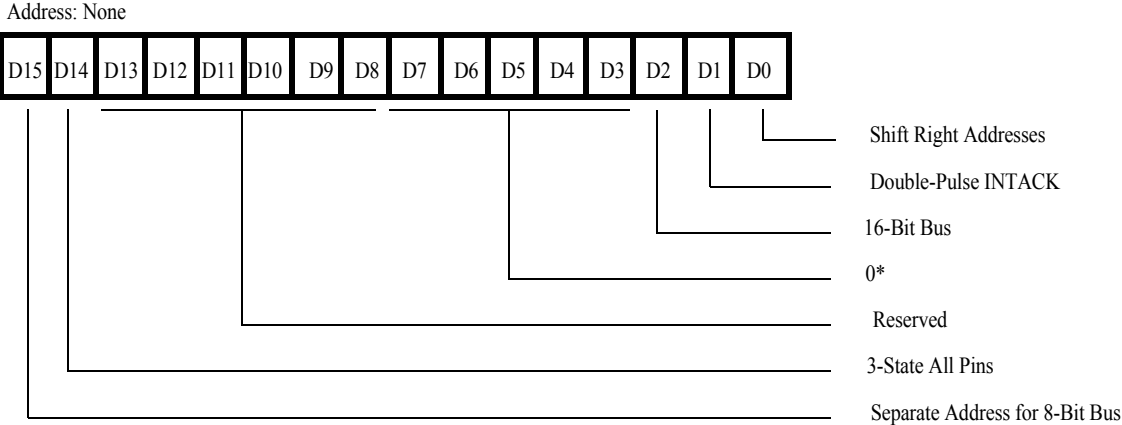 Address: None
D15 D14 D13 D12 D11 D10 D9 D8 D7 D6 D5 D4 D3 D2 D1 D0
Shift Right Addresses
Double-Pulse INTACK
16-Bit Bus
0*
Reserved
3-State All Pins
Separate Address for 8-Bit Bus